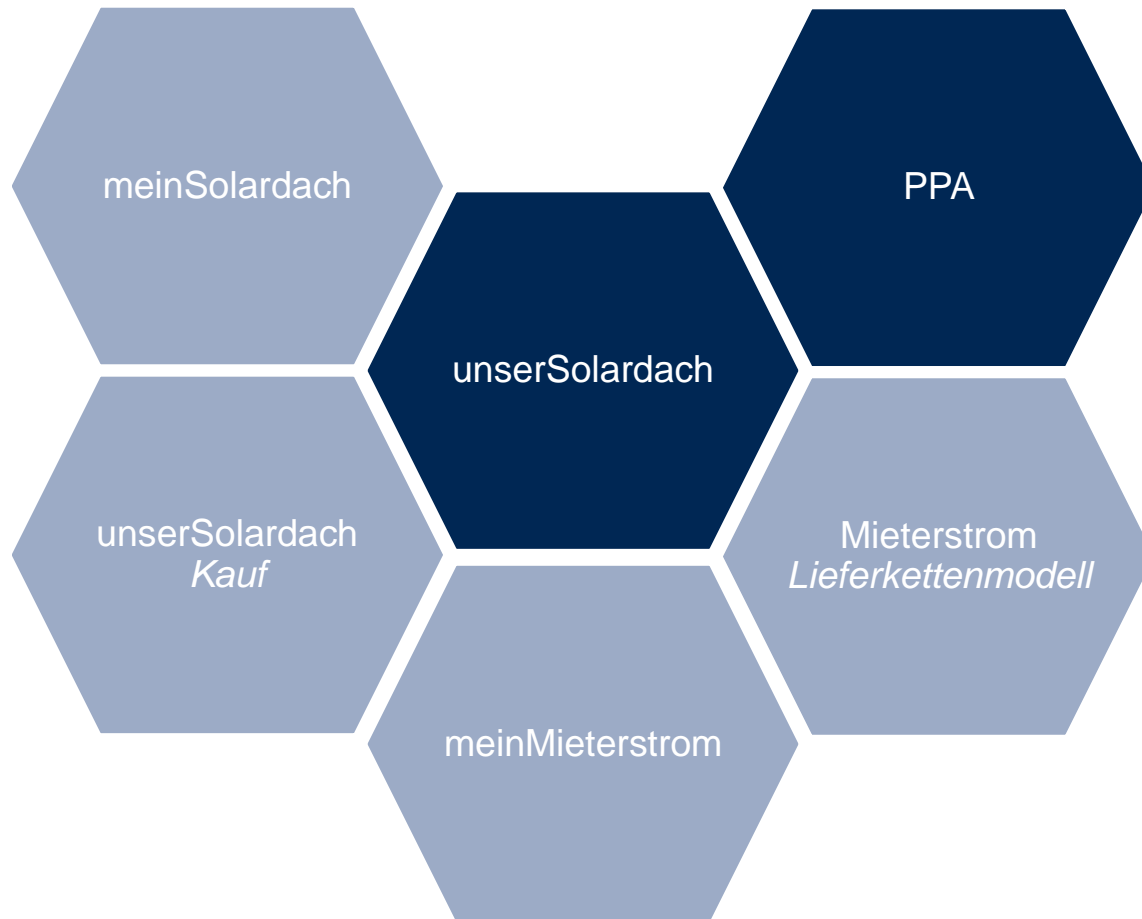 meinSolardach
PPA
unserSolardach
unserSolardach
Kauf
Mieterstrom
Lieferkettenmodell
meinMieterstrom